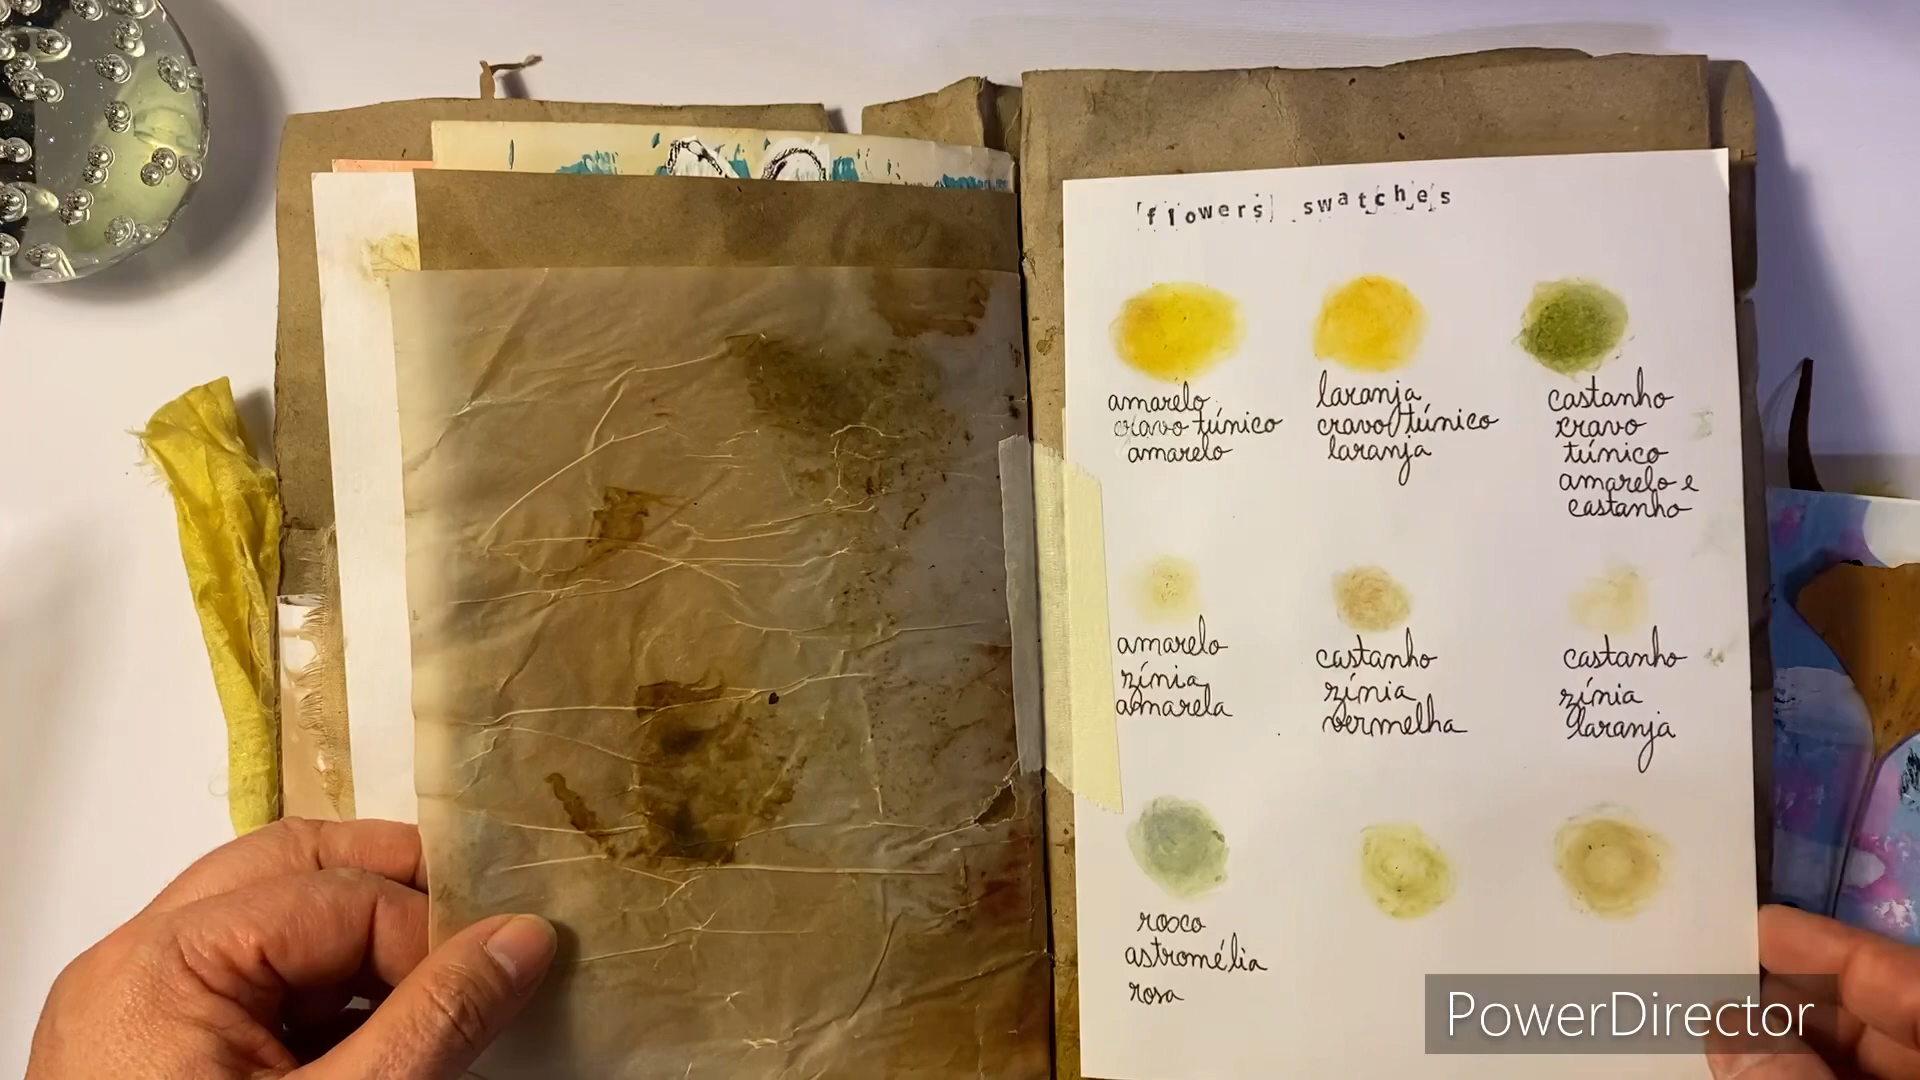 flowers swatches
amarelo
cravo túnico
amarelo
laranja
cravo túnico
laranja
castanho
cravo
túnico
amarelo e
castanho
amarelo
zínia
amarela
castanho
zínia
vermelha
castanho
zínia
laranja
roxo
astromélia
rosa
PowerDirector